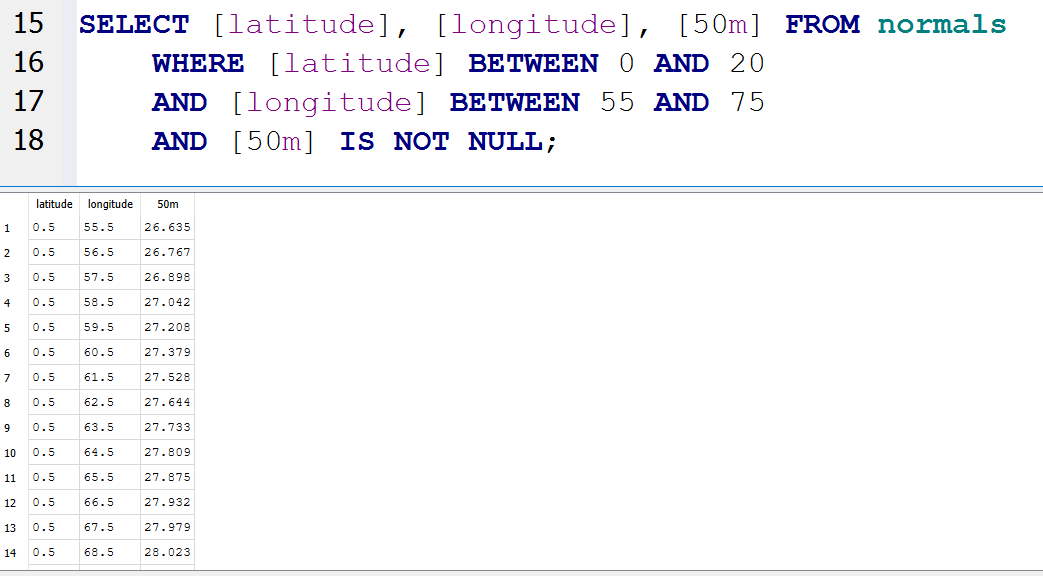 15 SELECT [latitude], [longitude], [50m] FROM normals
16 WHERE [latitude] BETWEEN 0 AND 20
17 AND [longitude] BETWEEN 55 AND 75
18 AND [50m] IS NOT NULL;
latitude longitude 50m
1 0.5 55.5 26.635
2 0.5 56.5 26.767
3 0.5 57.5 26.898
4 0.5 58.5 27.042
5 0.5 59.5 27.208
6 0.5 60.5 27.379
7 0.5 61.5 27.528
8 0.5 62.5 27.644
9 0.5 63.5 27.733
10 0.5 64.5 27.809
11 0.5 65.5 27.875
12 0.5 66.5 27.932
13 0.5 67.5 27.979
14 0.5 68.5 28.023